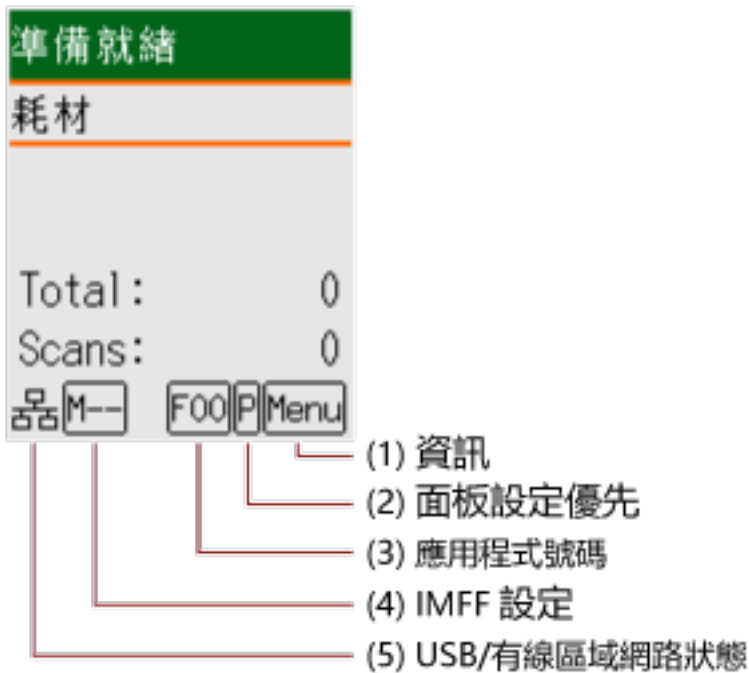 準備就緒
耗材
Total: 0
Scans: 0
M-- F00 P Menu
(1) 資訊
(2) 面板設定優先
(3) 應用程式號碼
(4) IMFF 設定
(5) USB/有線區域網路狀態